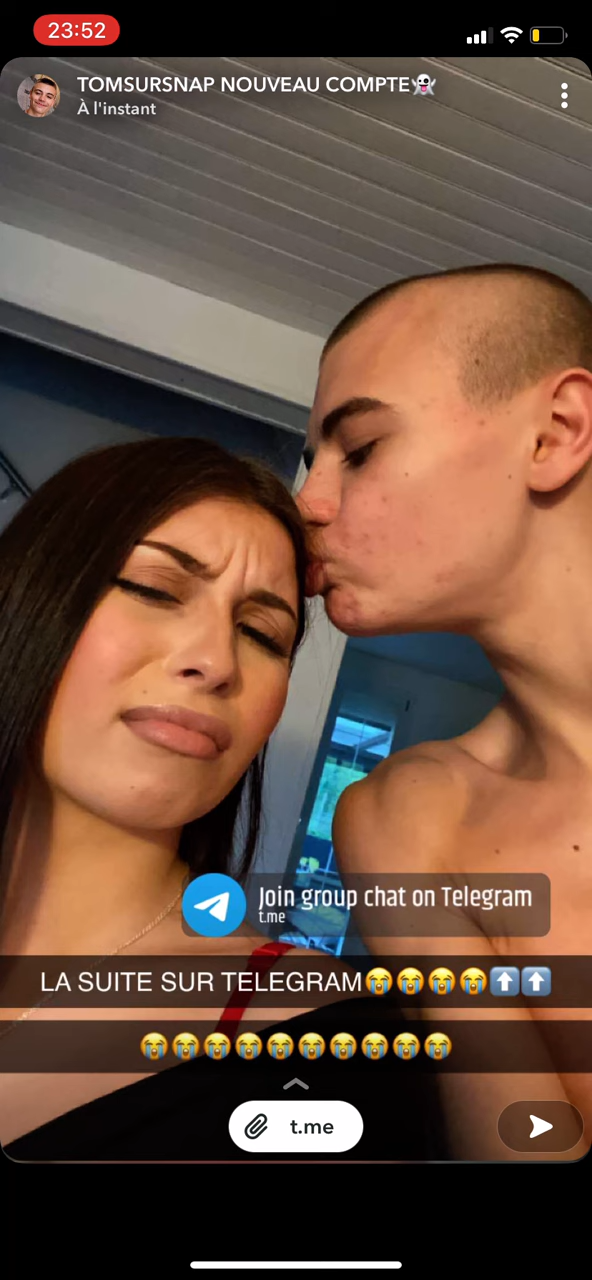 23:52
TOMSURSNAP NOUVEAU COMPTE👻
À l'instant
Join group chat on Telegram
t.me
LA SUITE SUR TELEGRAM😭😭😭😭⬆️⬆️
😭😭😭😭😭😭😭😭😭😭
t.me